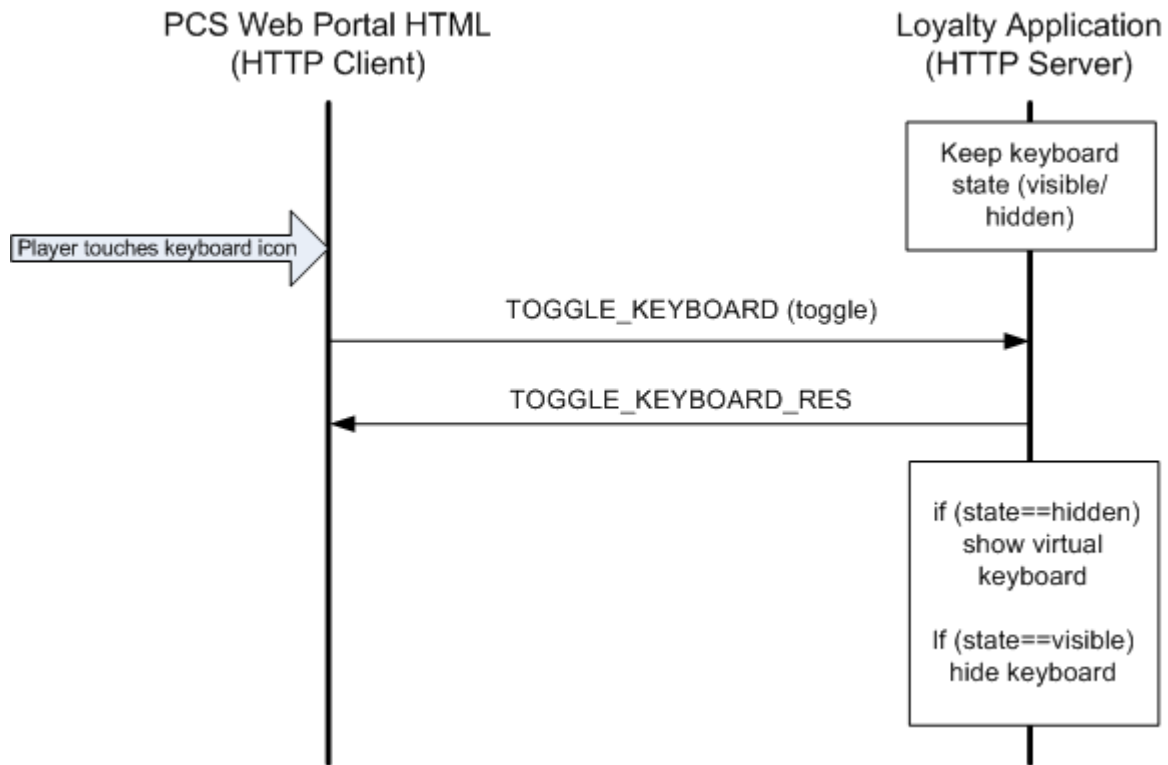 PCS Web Portal HTML
(HTTP Client)
Loyalty Application
(HTTP Server)
Keep keyboard
state (visible/
hidden)
Player touches keyboard icon
TOGGLE_KEYBOARD (toggle)
TOGGLE_KEYBOARD_RES
if (state==hidden)
show virtual
keyboard
If (state==visible)
hide keyboard